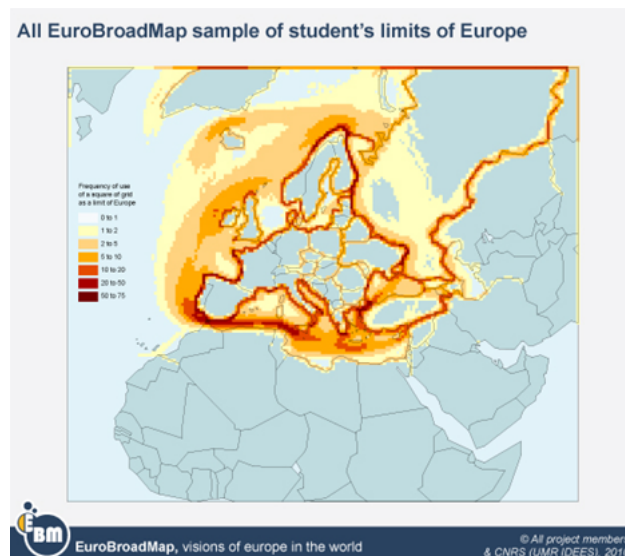 All EuroBroadMap sample of student's limits of Europe
Frequency of use
of a square of grid
as a limit of Europe
0 to 1
1 to 2
2 to 5
5 to 10
10 to 20
20 to 50
50 to 75
EBM
EuroBroadMap, visions of europe in the world
© All project members
& CNRS (UMR IDEES), 201